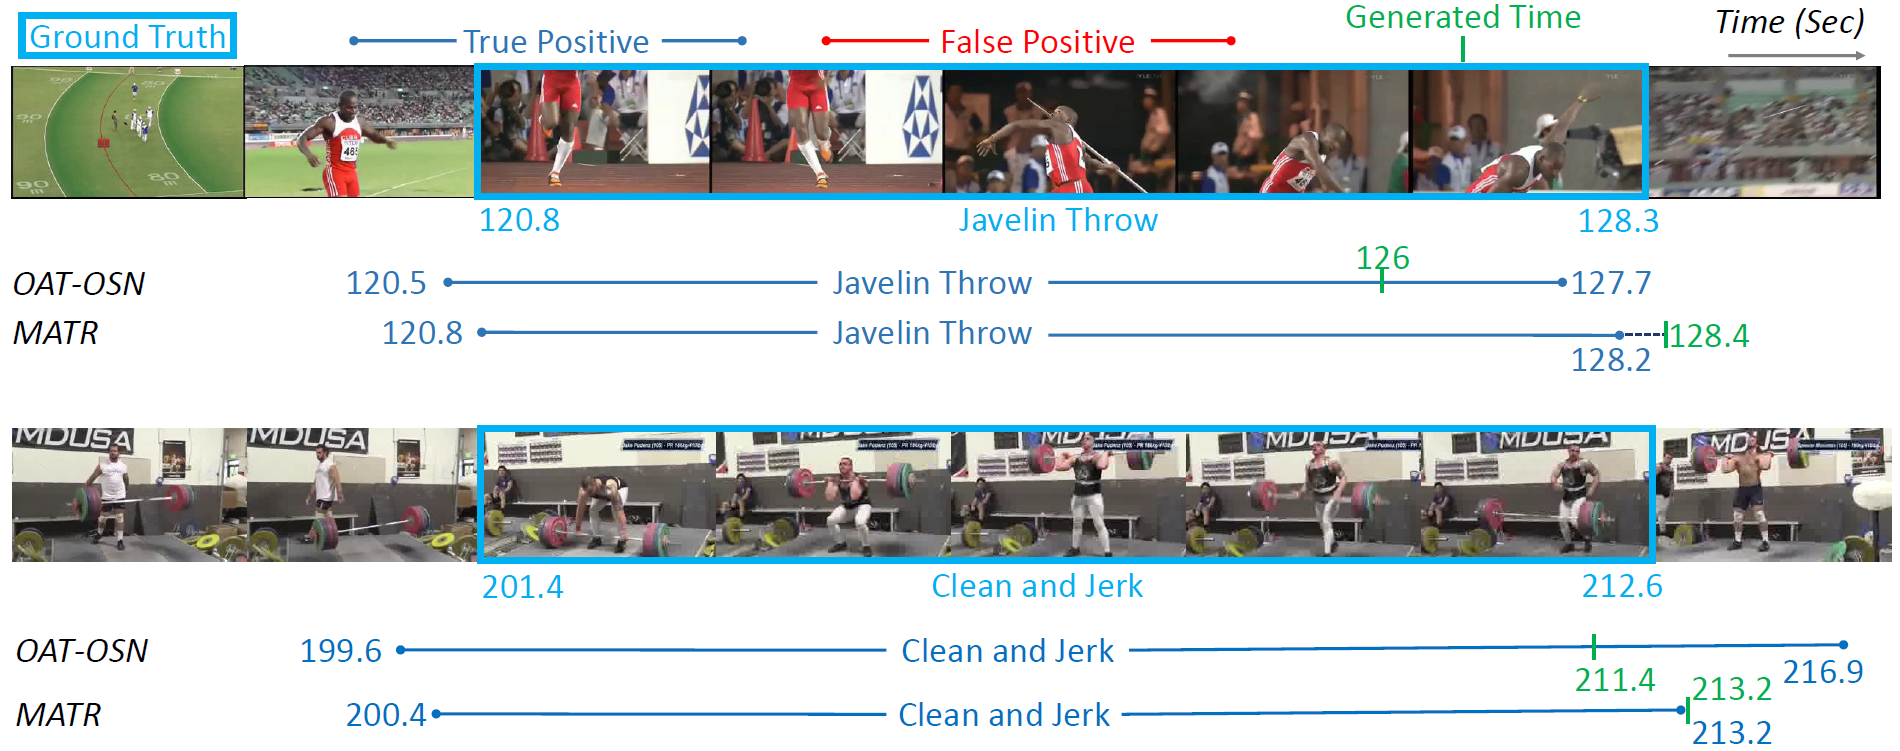 Ground Truth
True Positive
False Positive
Generated Time
Time (Sec)
120.8
Javelin Throw
128.3
OAT-OSN
120.5
Javelin Throw
126
127.7
MATR
120.8
Javelin Throw
128.2
128.4
MDUSA
MDUSA
MDUSA
MDUSA
MDUSA
MDUSA
201.4
Clean and Jerk
212.6
OAT-OSN
199.6
Clean and Jerk
211.4
216.9
MATR
200.4
Clean and Jerk
213.2
213.2